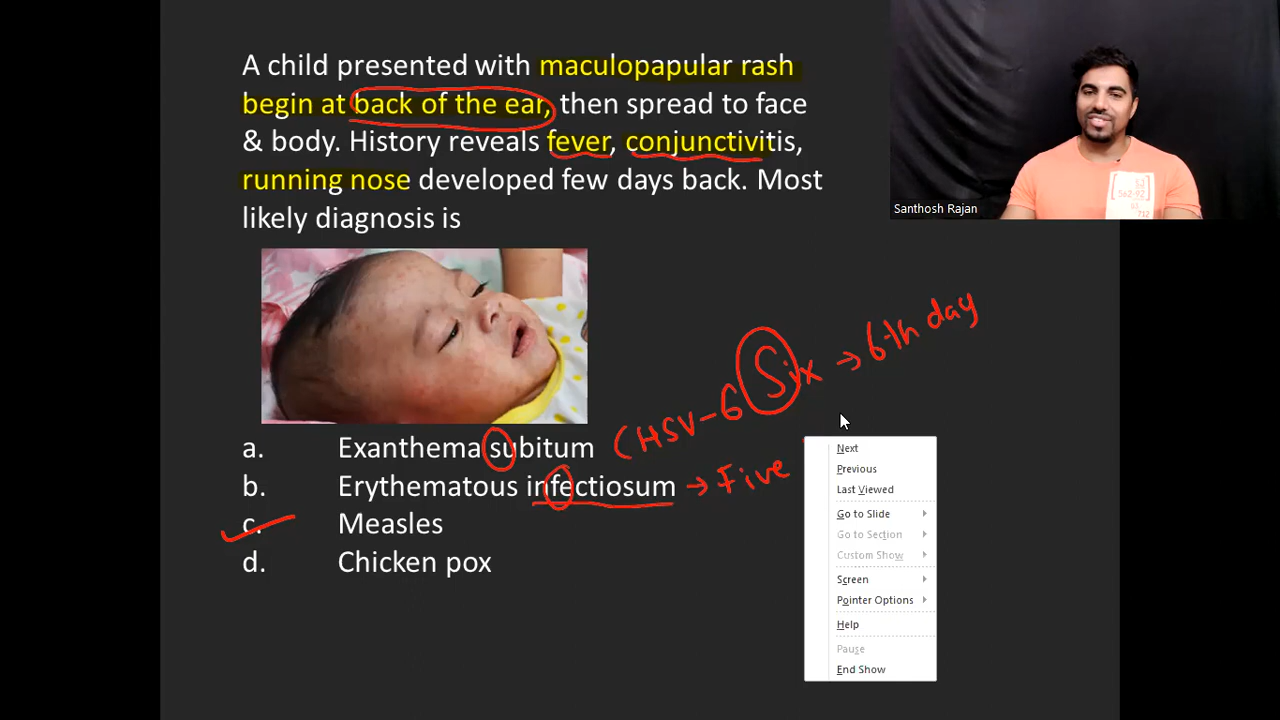 A child presented with maculopapular rash
begin at back of the ear, then spread to face
& body. History reveals fever, conjunctivitis,
running nose developed few days back. Most
likely diagnosis is
Santhosh Rajan
562-92
712
(HSV-6 Six → 6th day
a. Exanthema subitum
b. Erythematous infectiosum → Five
c. Measles
d. Chicken pox
Next
Previous
Last Viewed
Go to Slide
Go to Section
Custom Show
Screen
Pointer Options
Help
Pause
End Show